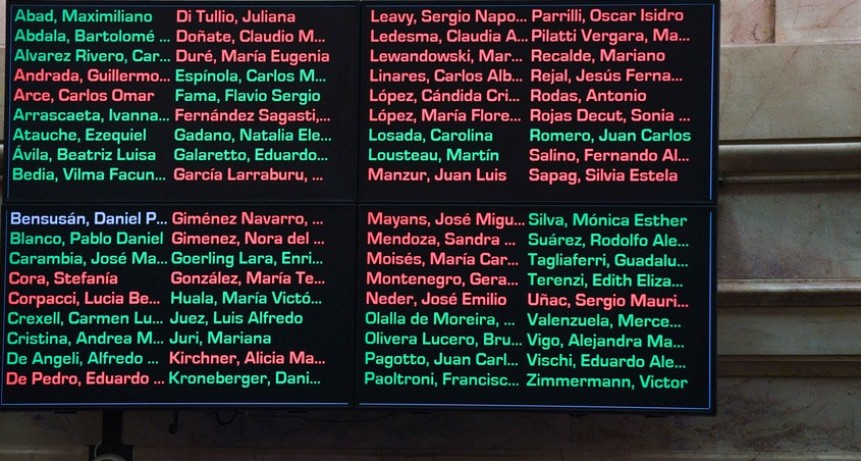 Abad, Maximiliano
Abdala, Bartolomé ...
Alvarez Rivero, Car...
Andrada, Guillermo...
Arce, Carlos Omar
Arrascaeta, Ivanna...
Atauche, Ezequiel
Ávila, Beatriz Luisa
Bedia, Vilma Facun...
Di Tullio, Juliana
Doñate, Claudio M...
Duré, María Eugenia
Espínola, Carlos M...
Fama, Flavio Sergio
Fernández Sagasti,...
Gadano, Natalia Ele...
Galaretto, Eduardo...
García Larraburu, ...
Leavy, Sergio Napo...
Ledesma, Claudia A...
Lewandowski, Mar...
Linares, Carlos Alb...
López, Cándida Cri...
López, María Flore...
Losada, Carolina
Lousteau, Martín
Manzur, Juan Luis
Parrilli, Oscar Isidro
Pilatti Vergara, Ma...
Recalde, Mariano
Rejal, Jesús Ferna...
Rodas, Antonio
Rojas Decut, Sonia ...
Romero, Juan Carlos
Salino, Fernando Al...
Sapag, Silvia Estela
Bensusán, Daniel P...
Blanco, Pablo Daniel
Carambia, José Ma...
Cora, Stefanía
Corpacci, Lucia Be...
Crexell, Carmen Lu...
Cristina, Andrea M...
De Angeli, Alfredo ...
De Pedro, Eduardo ...
Giménez Navarro, ...
Gimenez, Nora del ...
Goerling Lara, Enri...
González, María Te...
Huala, María Victó...
Juez, Luis Alfredo
Juri, Mariana
Kirchner, Alicia Ma...
Kroneberger, Dani...
Mayans, José Migu...
Mendoza, Sandra ...
Moisés, María Car...
Montenegro, Gera...
Neder, José Emilio
Olalla de Moreira, ...
Olivera Lucero, Bru...
Pagotto, Juan Carl...
Paoltroni, Francisc...
Silva, Mónica Esther
Suárez, Rodolfo Ale...
Tagliaferri, Guadalu...
Terenzi, Edith Eliza...
Uñac, Sergio Mauri...
Valenzuela, Merce...
Vigo, Alejandra Ma...
Vischi, Eduardo Ale...
Zimmermann, Victor